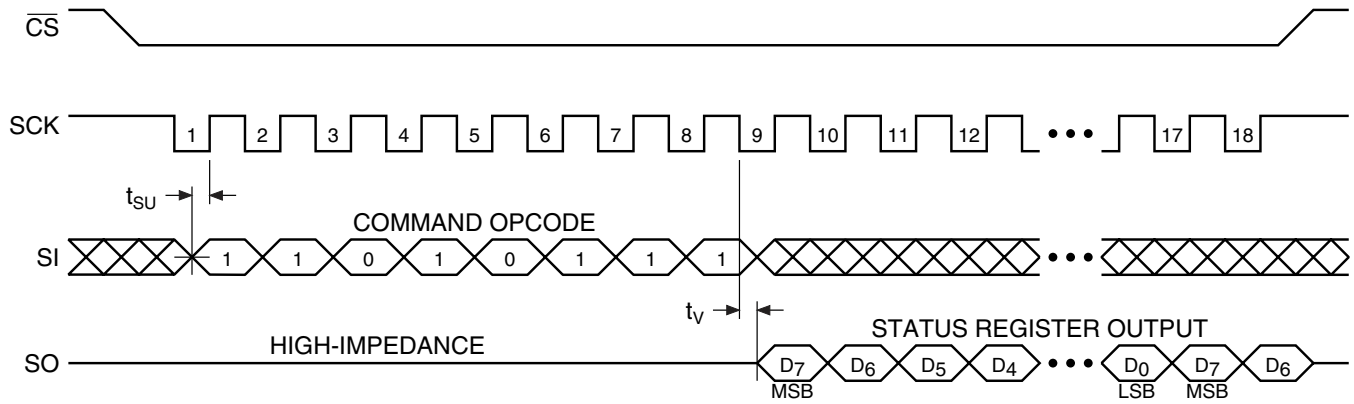 CS
SCK 1 2 3 4 5 6 7 8 9 10 11 12 17 18
tSU
COMMAND OPCODE
SI 1 1 0 1 0 1 1 1
tV
STATUS REGISTER OUTPUT
HIGH-IMPEDANCE
SO D7 D6 D5 D4 D0 D7 D6
MSB LSB MSB